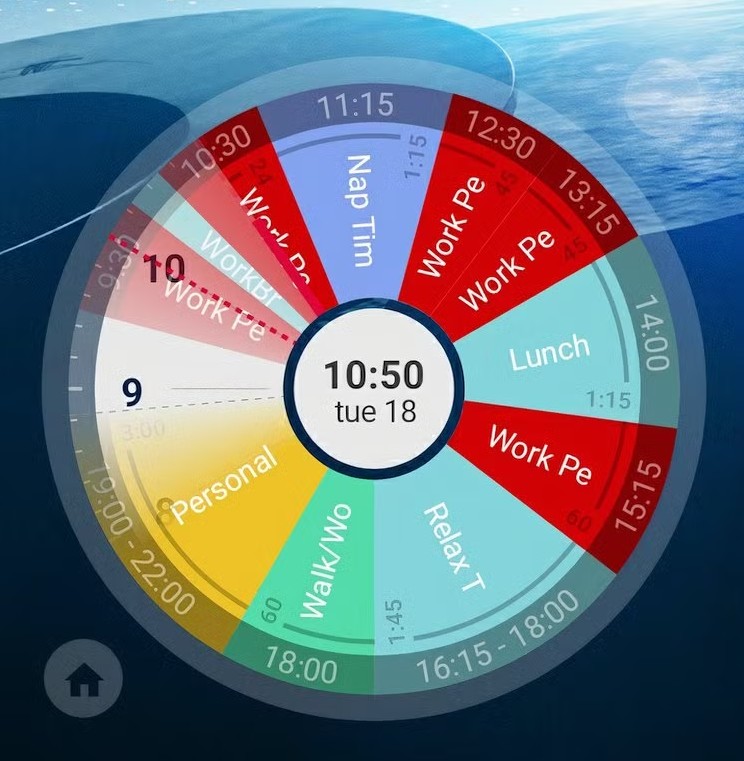 10:50
tue 18
11:15
1:15
Nap Tim
12:30
45
Work Pe
13:15
45
Work Pe
14:00
Lunch
1:15
15:15
Work Pe
60
16:15 - 18:00
Relax T
1:45
18:00
Walk/Wo
60
19:00 - 22:00
Personal
3:00
8
9
9:30
10
Work Pe
WorkBr
10:30
24
Work Pe